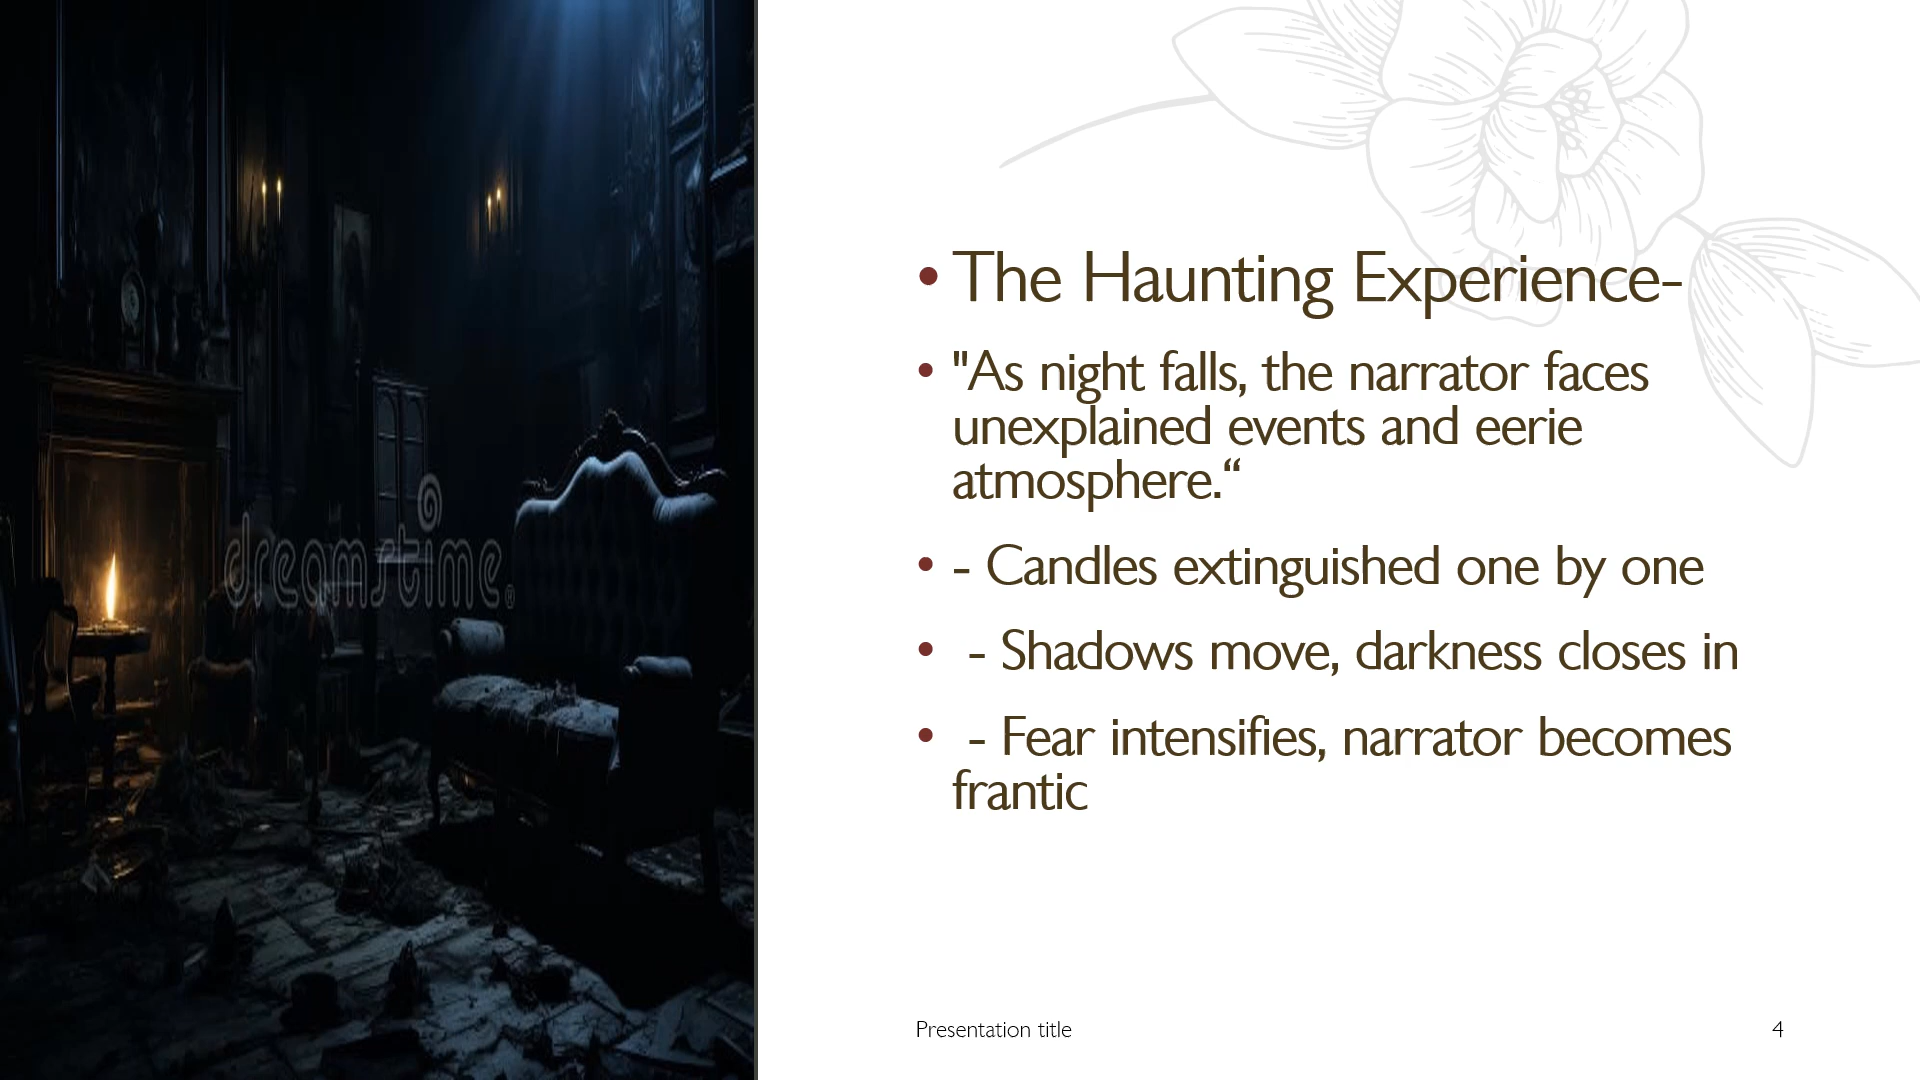 dreamstime®
• The Haunting Experience-
• "As night falls, the narrator faces
unexplained events and eerie
atmosphere.“
• - Candles extinguished one by one
• - Shadows move, darkness closes in
• - Fear intensifies, narrator becomes
frantic
Presentation title
4